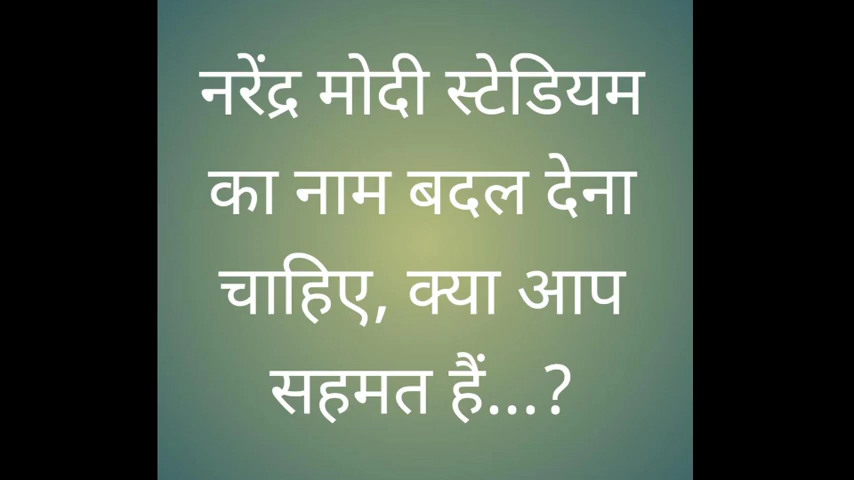 नरेंद्र मोदी स्टेडियम
का नाम बदल देना
चाहिए, क्या आप
सहमत हैं...?